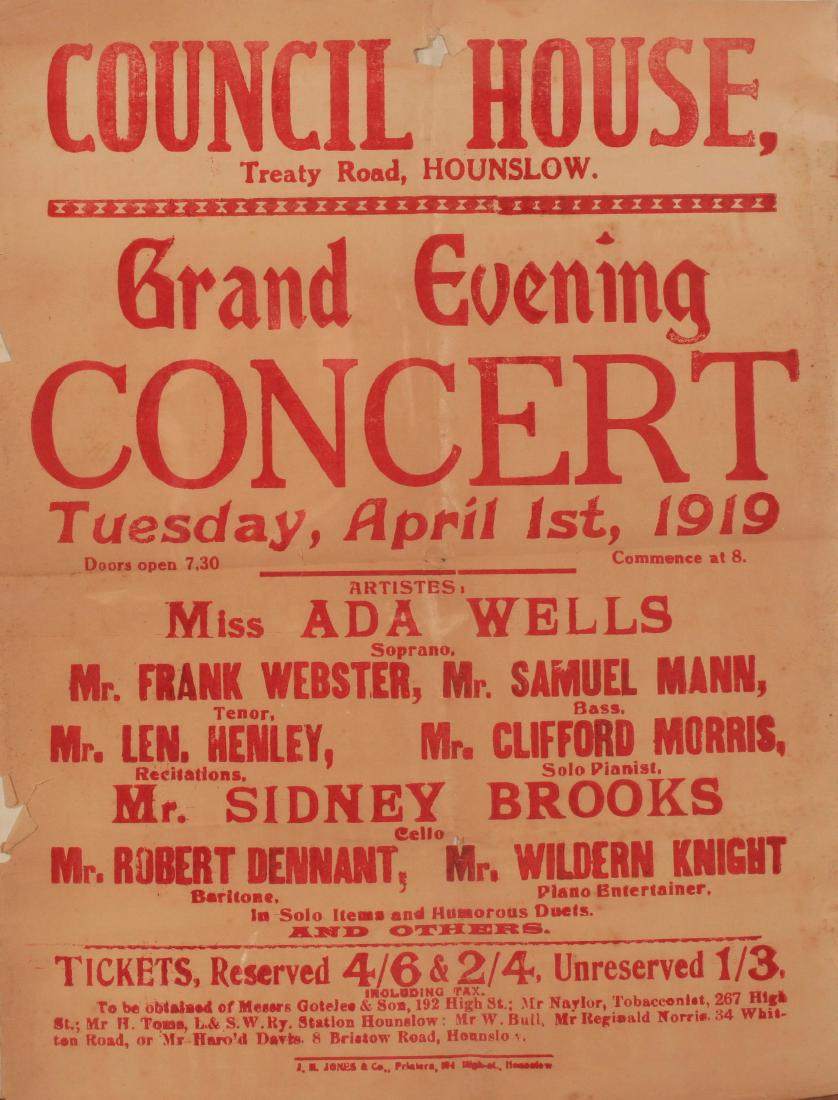 COUNCIL HOUSE,
Treaty Road, HOUNSLOW.
Grand Evening
CONCERT
Tuesday, April 1st, 1919
Doors open 7,30 Commence at 8.
ARTISTES:
Miss ADA WELLS
Soprano.
Mr. FRANK WEBSTER, Mr. SAMUEL MANN,
Tenor, Bass.
Mr. LEN. HENLEY, Mr. CLIFFORD MORRIS,
Recitations, Solo Pianist.
Mr. SIDNEY BROOKS
Cello
Mr. ROBERT DENNANT, Mr. WILDERN KNIGHT
Baritone, Piano Entertainer,
In Solo Items and Humorous Duets.
AND OTHERS.
TICKETS, Reserved 4/6 & 2/4, Unreserved 1/3.
INCLUDING TAX.
To be obtained of Messrs Gotelee & Son, 192 High St.; Mr Naylor, Tobacconist, 267 High
St.; Mr H. Toms, L.& S.W.Ry. Station Hounslow: Mr W. Bull, Mr Reginald Norris. 34 Whit-
ton Road, or Mr Haro'd Davis. 8 Bristow Road, Hounslow.
JONES & Co., Printers, High-st., Hounslow